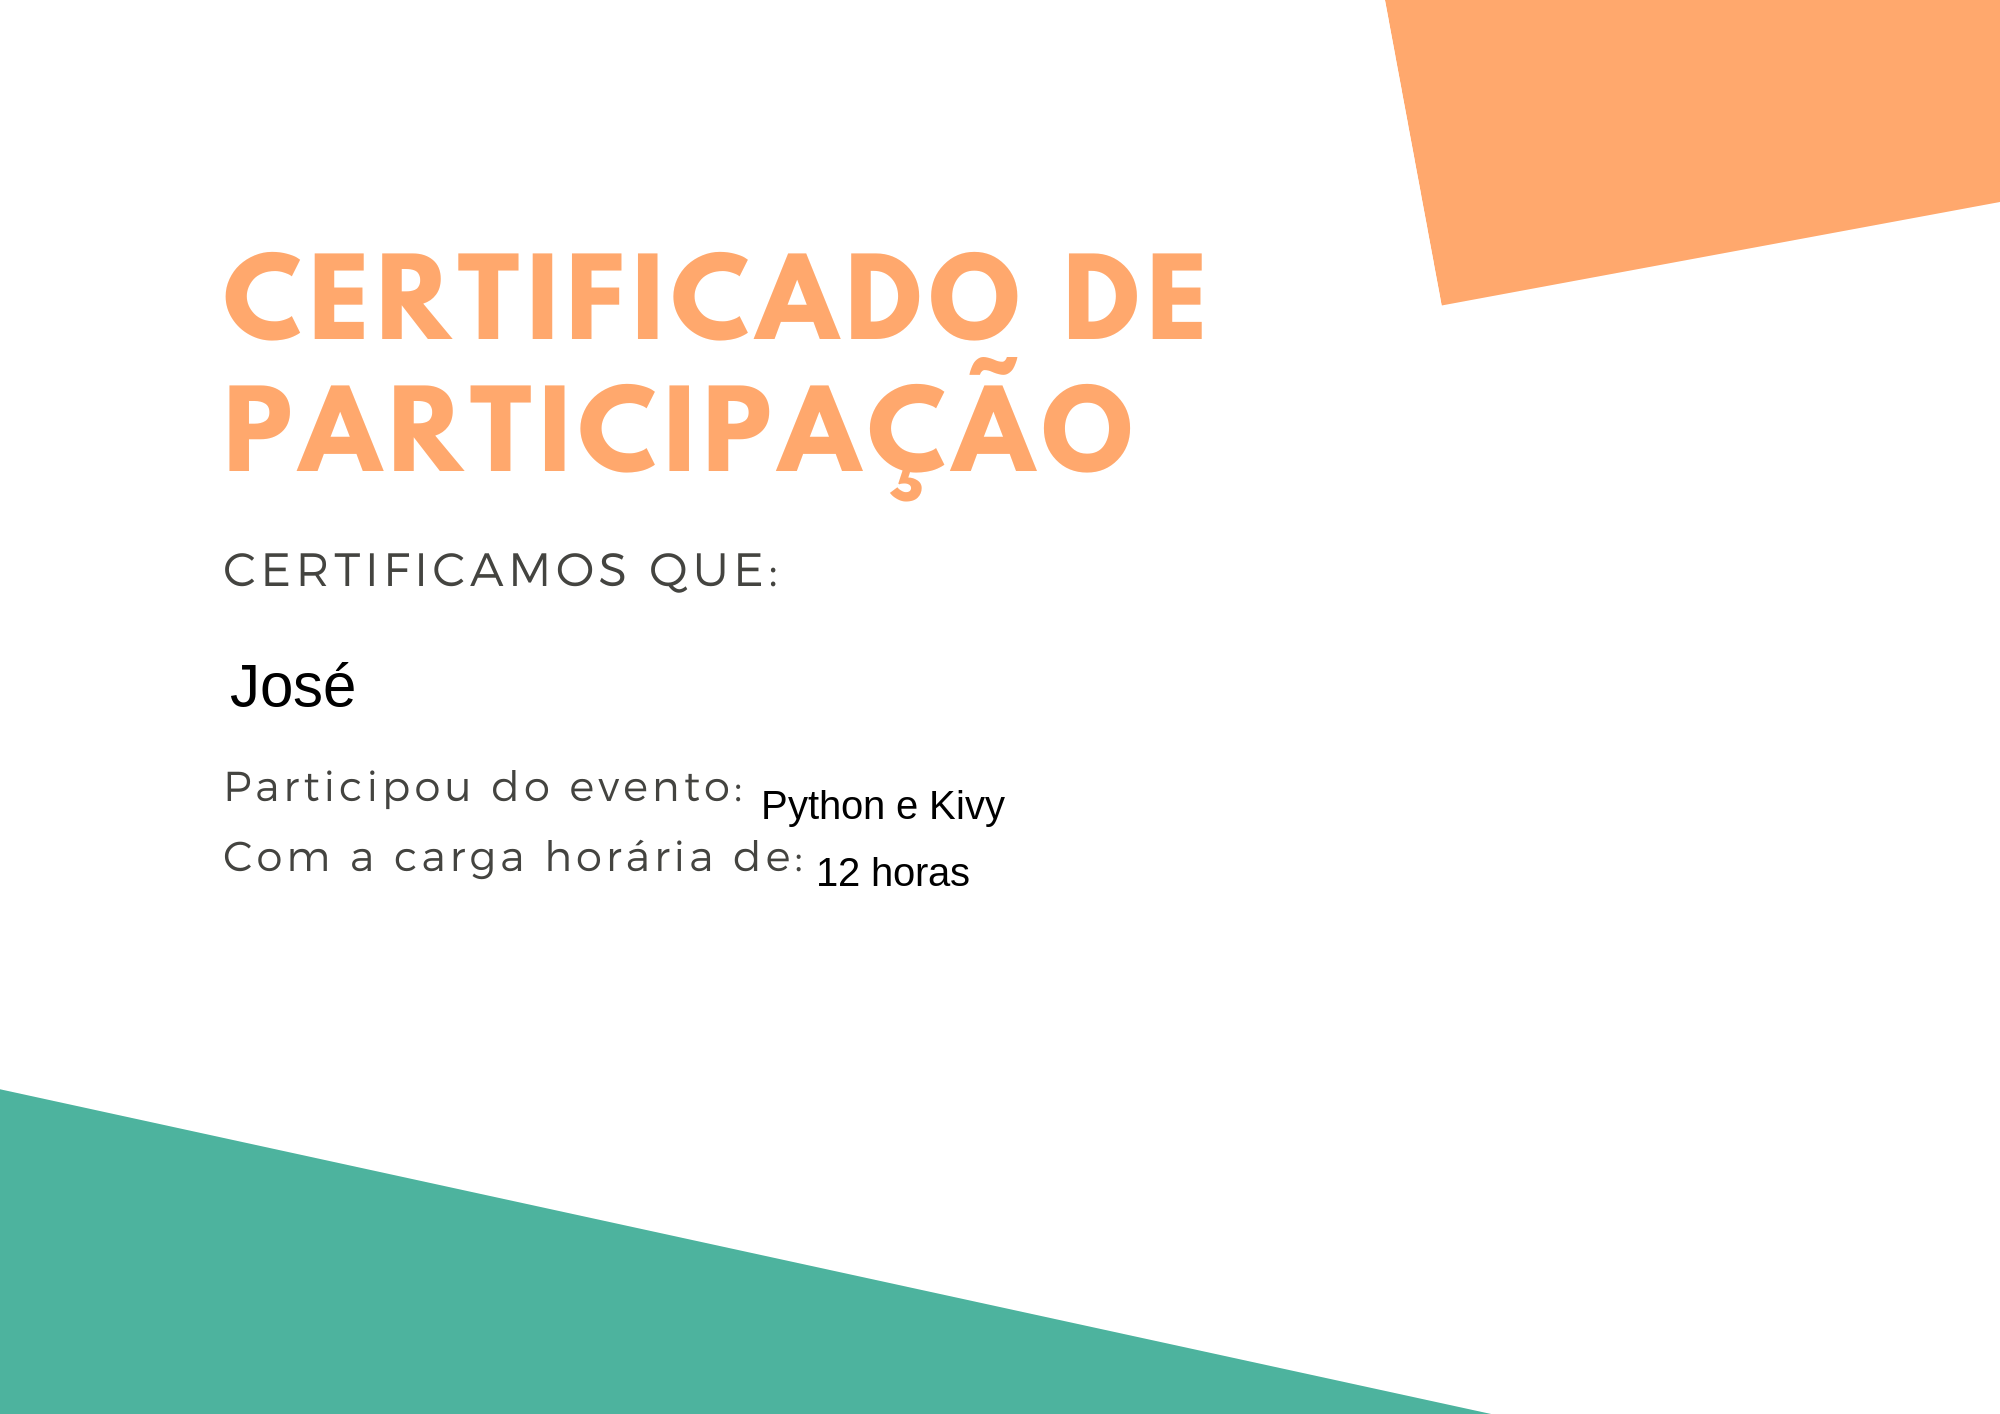 CERTIFICADO DE
PARTICIPAÇÃO
CERTIFICAMOS QUE:
José
Participou do evento: Python e Kivy
Com a carga horária de: 12 horas